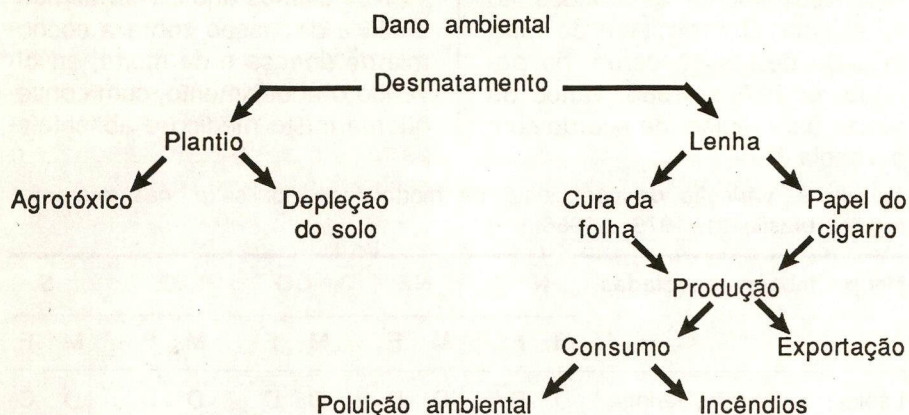 Dano ambiental
Desmatamento
Plantio
Lenha
Agrotóxico
Depleção
do solo
Cura da
folha
Papel do
cigarro
Produção
Consumo
Exportação
Poluição ambiental
Incêndios